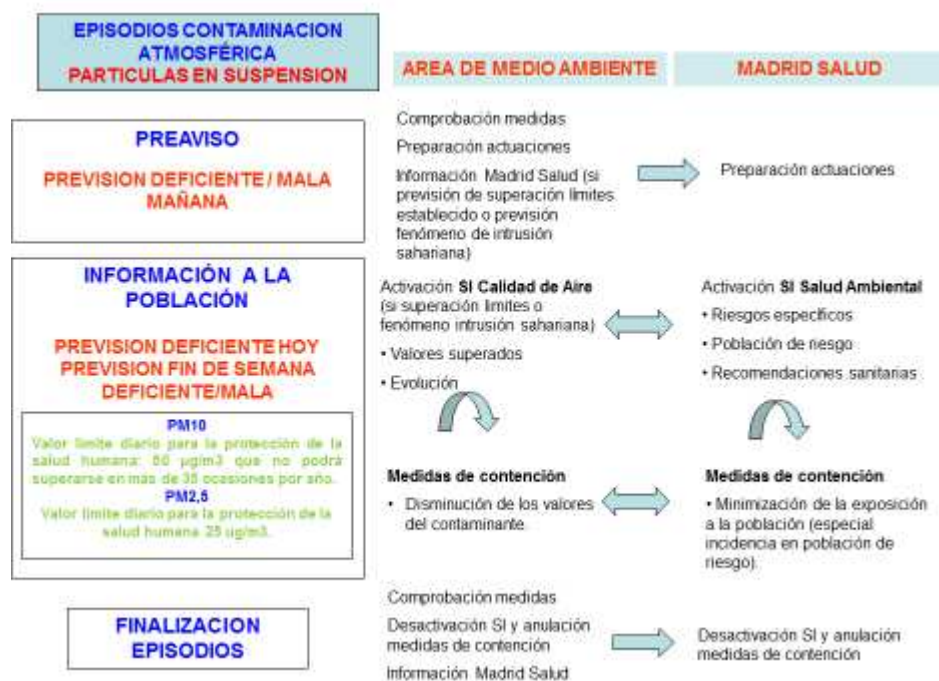 EPISODIOS CONTAMINACION
ATMOSFÉRICA
PARTICULAS EN SUSPENSION
AREA DE MEDIO AMBIENTE
MADRID SALUD
PREAVISO
PREVISION DEFICIENTE / MALA
MAÑANA
Comprobación medidas
Preparación actuaciones
Información Madrid Salud (si
previsión de superación límites
establecido o previsión
fenómeno de intrusión
sahariana)
Preparación actuaciones
INFORMACIÓN A LA
POBLACIÓN
PREVISION DEFICIENTE HOY
PREVISION FIN DE SEMANA
DEFICIENTE/MALA
PM10
Valor límite diario para la protección de la
salud humana: 50 µg/m3 que no podrá
superarse en más de 35 ocasiones por año.
PM2,5
Valor límite diario para la protección de la
salud humana 25 ug/m3.
Activación SI Calidad de Aire
(si superación limites o
fenómeno intrusión sahariana)
• Valores superados
• Evolución
Activación SI Salud Ambiental
• Riesgos específicos
• Población de riesgo
• Recomendaciones sanitarias
Medidas de contención
• Disminución de los valores
del contaminante.
Medidas de contención
• Minimización de la exposición
a la población (especial
incidencia en población de
riesgo).
FINALIZACION
EPISODIOS
Comprobación medidas
Desactivación SI y anulación
medidas de contención
Información Madrid Salud
Desactivación SI y anulación
medidas de contención